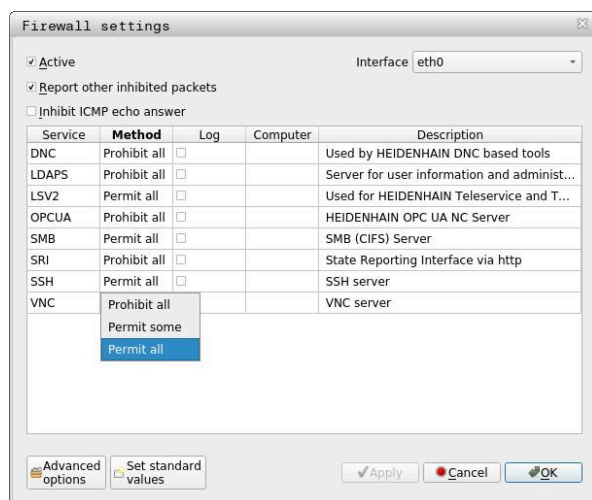 Firewall settings
Active Interface eth0
Report other inhibited packets
Inhibit ICMP echo answer
Service Method Log Computer Description
DNC Prohibit all Used by HEIDENHAIN DNC based tools
LDAPS Prohibit all Server for user information and administ...
LSV2 Permit all Used for HEIDENHAIN Teleservice and T...
OPCUA Prohibit all HEIDENHAIN OPC UA NC Server
SMB Permit all SMB (CIFS) Server
SRI Prohibit all State Reporting Interface via http
SSH Permit all SSH server
VNC Prohibit all VNC server
Permit some
Permit all
Advanced options Set standard values Apply Cancel OK